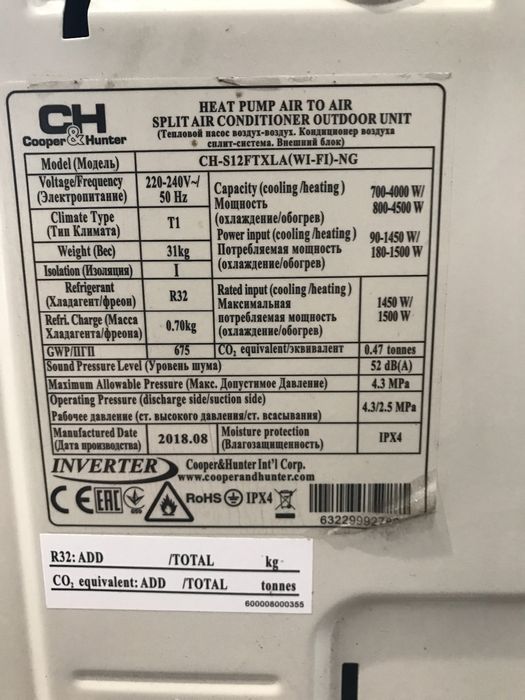 CH
Cooper&Hunter
HEAT PUMP AIR TO AIR
SPLIT AIR CONDITIONER OUTDOOR UNIT
(Тепловой насос воздух-воздух. Кондиционер воздуха
сплит-система. Внешний блок)
Model (Модель) CH-S12FTXLA(WI-FI)-NG
Voltage/Frequency (Электропитание) 220-240V~/ 50 Hz
Capacity (cooling /heating) Мощность (охлаждение/обогрев) 700-4000 W/ 800-4500 W
Climate Type (Тип Климата) T1
Power input (cooling /heating) Потребляемая мощность (охлаждение/обогрев) 90-1450 W/ 180-1500 W
Weight (Вес) 31kg
Isolation (Изоляция) I
Refrigerant (Хладагент/фреон) R32
Rated input (cooling /heating) Максимальная потребляемая мощность (охлаждение/обогрев) 1450 W/ 1500 W
Refri. Charge (Масса Хладагента/фреона) 0.70kg
GWP/ПГП 675 CO₂ equivalent/эквивалент 0.47 tonnes
Sound Pressure Level (Уровень шума) 52 dB(A)
Maximum Allowable Pressure (Макс. Допустимое Давление) 4.3 MPa
Operating Pressure (discharge side/suction side)
Рабочее давление (ст. высокого давления/ст. всасывания) 4.3/2.5 MPa
Manufactured Date (Дата производства) 2018.08
Moisture protection (Влагозащищенность) IPX4
INVERTER Cooper&Hunter Int'l Corp.
www.cooperandhunter.com
CE EAC RoHS IPX4
R32: ADD /TOTAL kg
CO₂ equivalent: ADD /TOTAL tonnes
600008000355